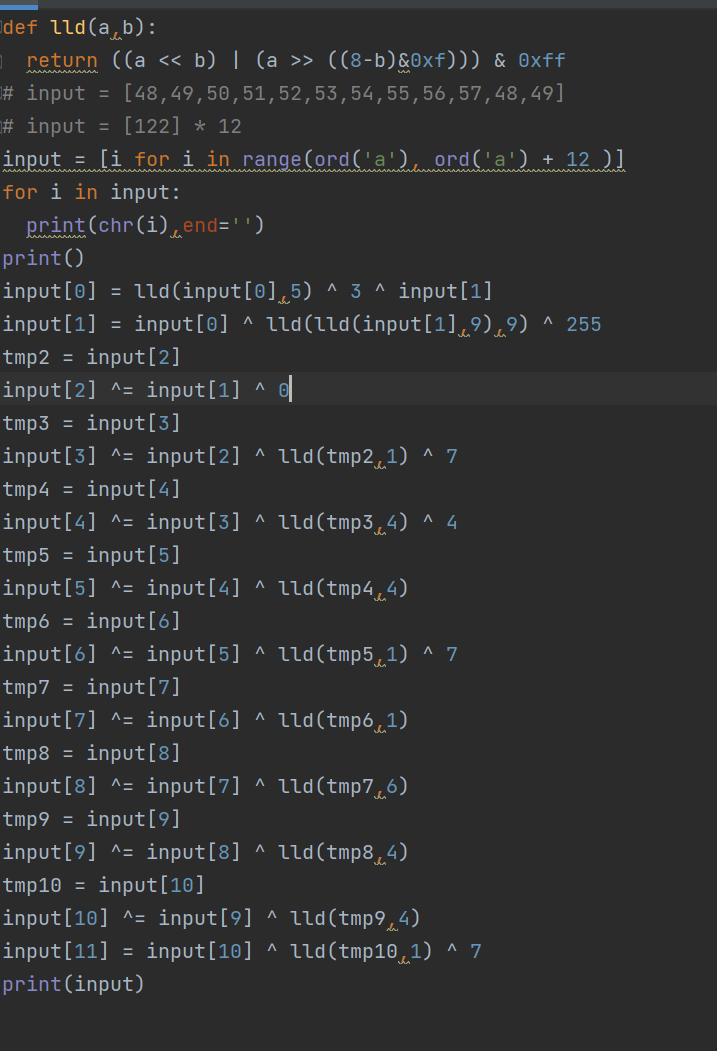 def lld(a,b):
  return ((a << b) | (a >> ((8-b)&0xf))) & 0xff
# input = [48,49,50,51,52,53,54,55,56,57,48,49]
# input = [122] * 12
input = [i for i in range(ord('a'), ord('a') + 12 )]
for i in input:
  print(chr(i),end='')
print()
input[0] = lld(input[0],5) ^ 3 ^ input[1]
input[1] = input[0] ^ lld(lld(input[1],9),9) ^ 255
tmp2 = input[2]
input[2] ^= input[1] ^ 0
tmp3 = input[3]
input[3] ^= input[2] ^ lld(tmp2,1) ^ 7
tmp4 = input[4]
input[4] ^= input[3] ^ lld(tmp3,4) ^ 4
tmp5 = input[5]
input[5] ^= input[4] ^ lld(tmp4,4)
tmp6 = input[6]
input[6] ^= input[5] ^ lld(tmp5,1) ^ 7
tmp7 = input[7]
input[7] ^= input[6] ^ lld(tmp6,1)
tmp8 = input[8]
input[8] ^= input[7] ^ lld(tmp7,6)
tmp9 = input[9]
input[9] ^= input[8] ^ lld(tmp8,4)
tmp10 = input[10]
input[10] ^= input[9] ^ lld(tmp9,4)
input[11] = input[10] ^ lld(tmp10,1) ^ 7
print(input)